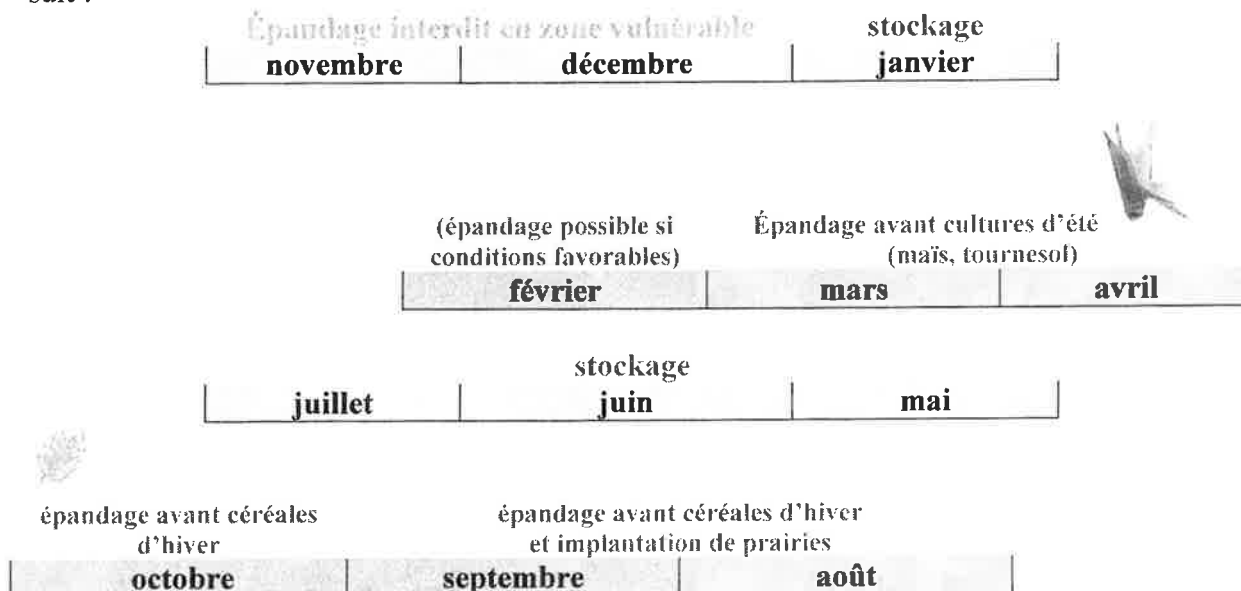 suit :
Épandage interdit en zone vulnérable stockage
novembre décembre janvier
(épandage possible si
conditions favorables)
Épandage avant cultures d'été
(maïs, tournesol)
février mars avril
stockage
juillet juin mai
épandage avant céréales
d'hiver
épandage avant céréales d'hiver
et implantation de prairies
octobre septembre août